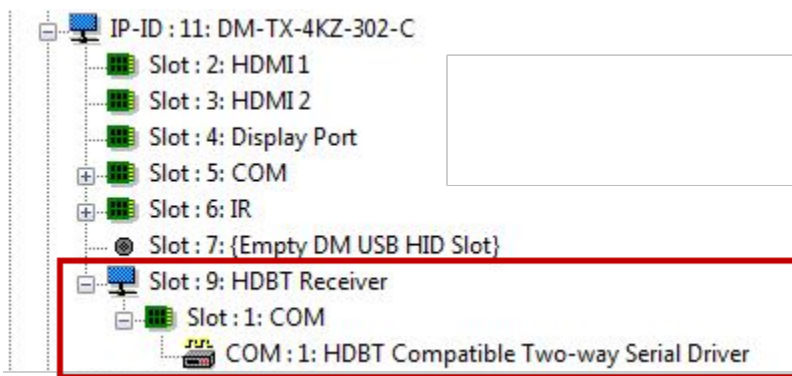 IP-ID : 11: DM-TX-4KZ-302-C
Slot : 2: HDMI 1
Slot : 3: HDMI 2
Slot : 4: Display Port
Slot : 5: COM
Slot : 6: IR
Slot : 7: {Empty DM USB HID Slot}
Slot : 9: HDBT Receiver
Slot : 1: COM
COM : 1: HDBT Compatible Two-way Serial Driver